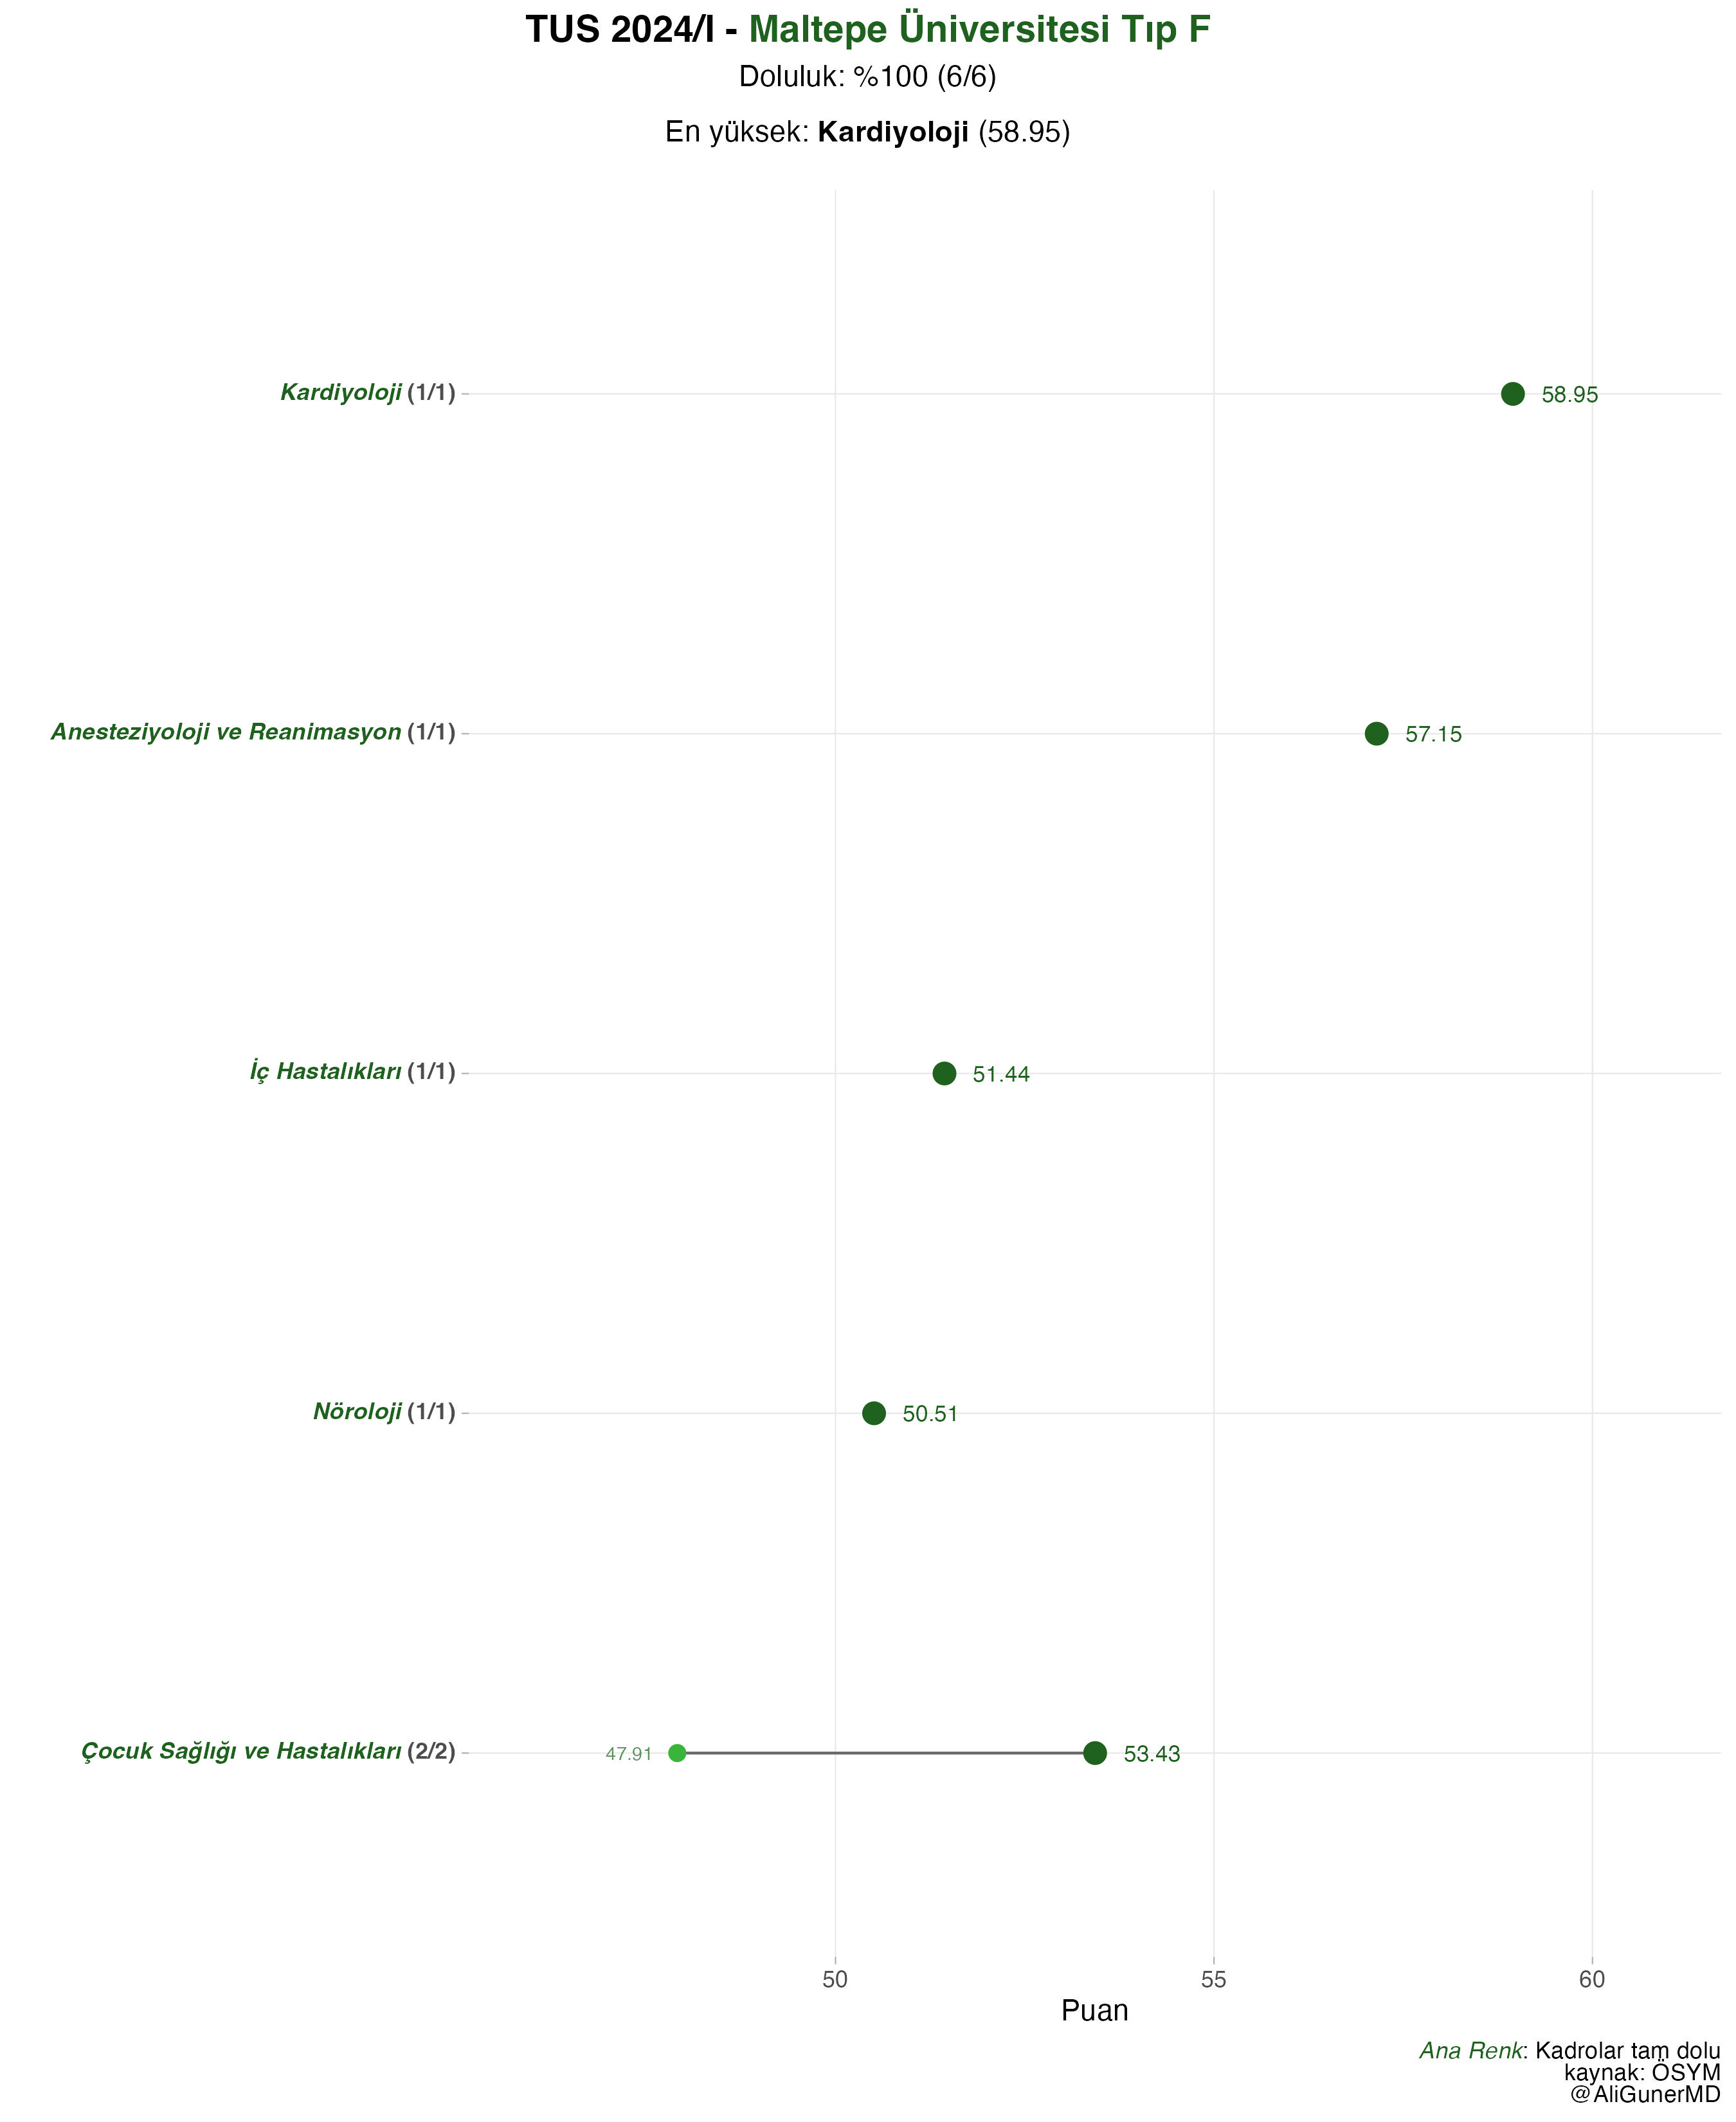 TUS 2024/I - Maltepe Üniversitesi Tıp F
Doluluk: %100 (6/6)
En yüksek: Kardiyoloji (58.95)
Kardiyoloji (1/1)
58.95
Anesteziyoloji ve Reanimasyon (1/1)
57.15
İç Hastalıkları (1/1)
51.44
Nöroloji (1/1)
50.51
Çocuk Sağlığı ve Hastalıkları (2/2)
47.91
53.43
50
55
60
Puan
Ana Renk: Kadrolar tam dolu
kaynak: ÖSYM
@AliGunerMD